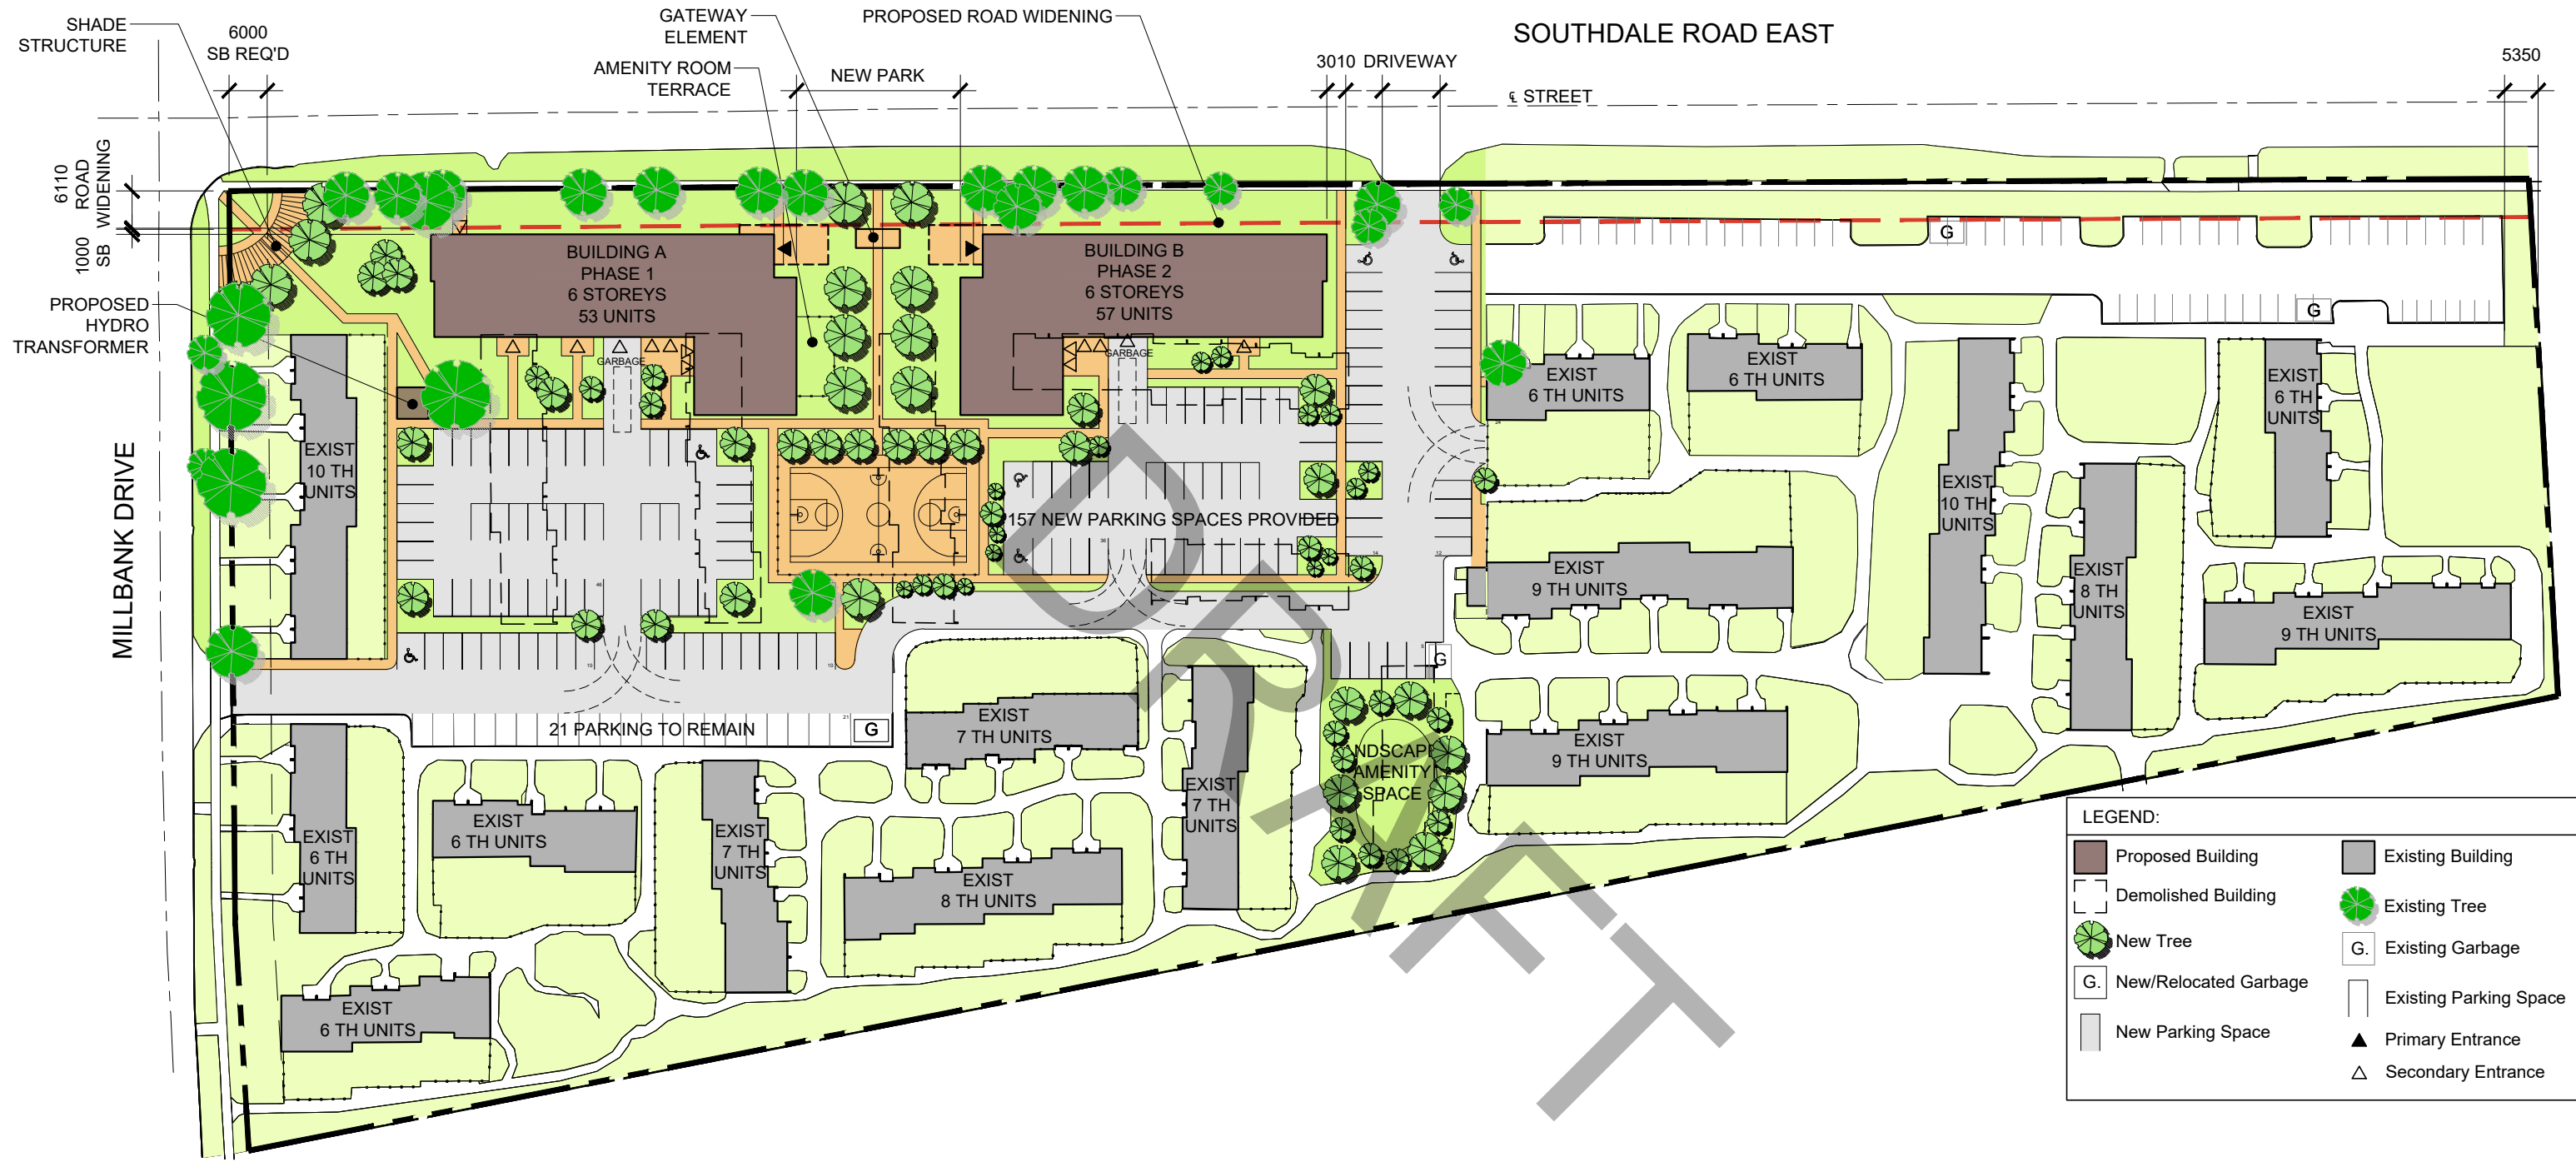 SHADE
STRUCTURE
6000
SB REQ'D
GATEWAY
ELEMENT
PROPOSED ROAD WIDENING
AMENITY ROOM
TERRACE
NEW PARK
SOUTHDALE ROAD EAST
3010
DRIVEWAY
5350
℄ STREET
6110
ROAD
WIDENING
1000
SB
PROPOSED
HYDRO
TRANSFORMER
MILLBANK DRIVE
BUILDING A
PHASE 1
6 STOREYS
53 UNITS
BUILDING B
PHASE 2
6 STOREYS
57 UNITS
GARBAGE
GARBAGE
G
G
EXIST
6 TH UNITS
EXIST
6 TH UNITS
EXIST
6 TH
UNITS
EXIST
10 TH
UNITS
EXIST
10 TH
UNITS
157 NEW PARKING SPACES PROVIDED
EXIST
9 TH UNITS
EXIST
8 TH
UNITS
EXIST
9 TH UNITS
G
21 PARKING TO REMAIN
21
G
EXIST
7 TH UNITS
EXIST
7 TH
UNITS
NDSCAP
AMENITY
SPACE
EXIST
9 TH UNITS
EXIST
6 TH
UNITS
EXIST
6 TH UNITS
EXIST
7 TH
UNITS
EXIST
8 TH UNITS
EXIST
6 TH UNITS
DRAFT
LEGEND:
Proposed Building
Demolished Building
New Tree
G. New/Relocated Garbage
New Parking Space
Existing Building
Existing Tree
G. Existing Garbage
Existing Parking Space
Primary Entrance
Secondary Entrance